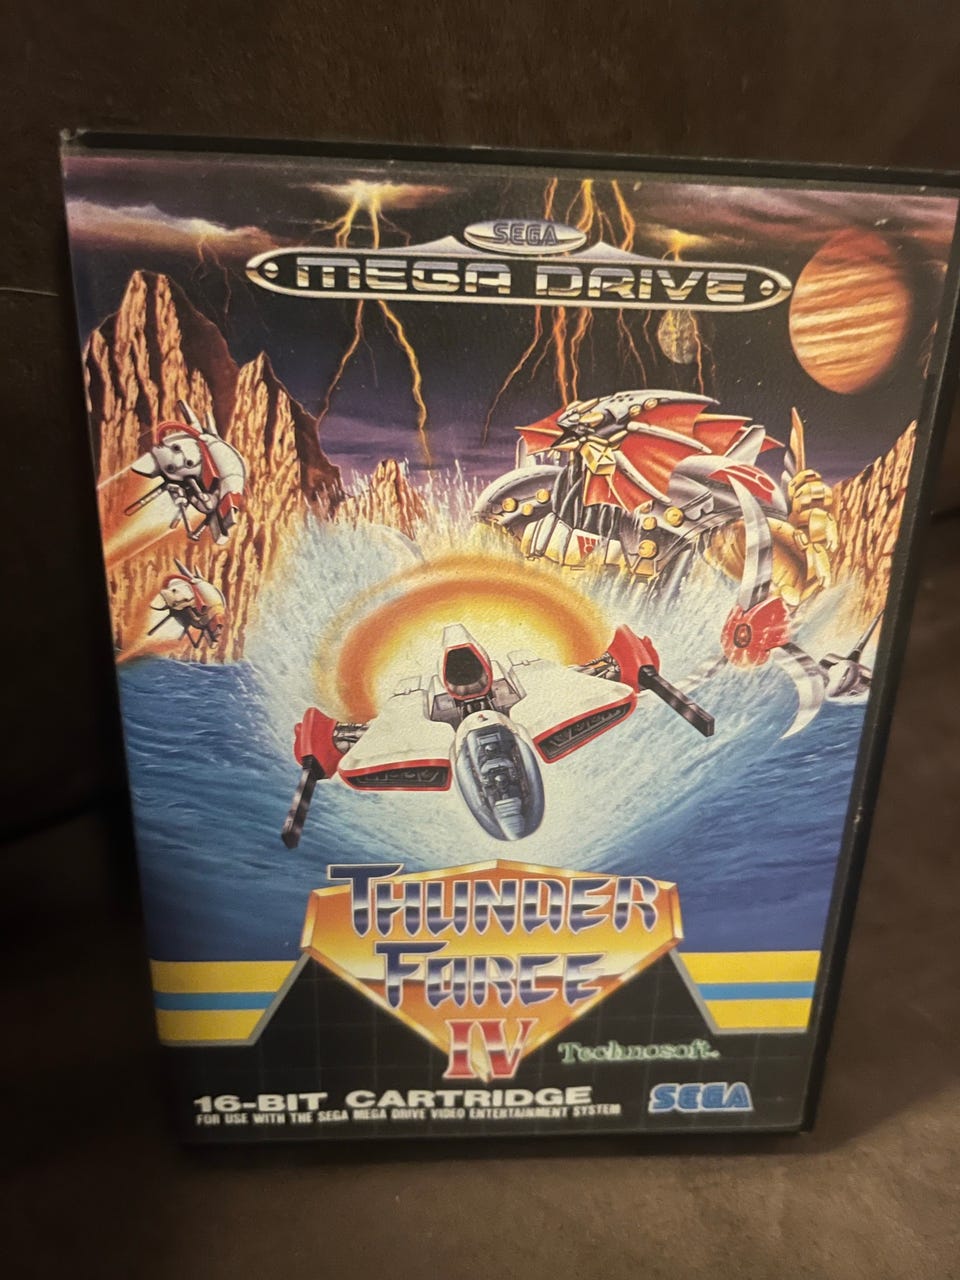 SEGA
MEGA DRIVE
THUNDER
FORCE
IV
Technosoft.
16-BIT CARTRIDGE
FOR USE WITH THE SEGA MEGA DRIVE VIDEO ENTERTAINMENT SYSTEM
SEGA